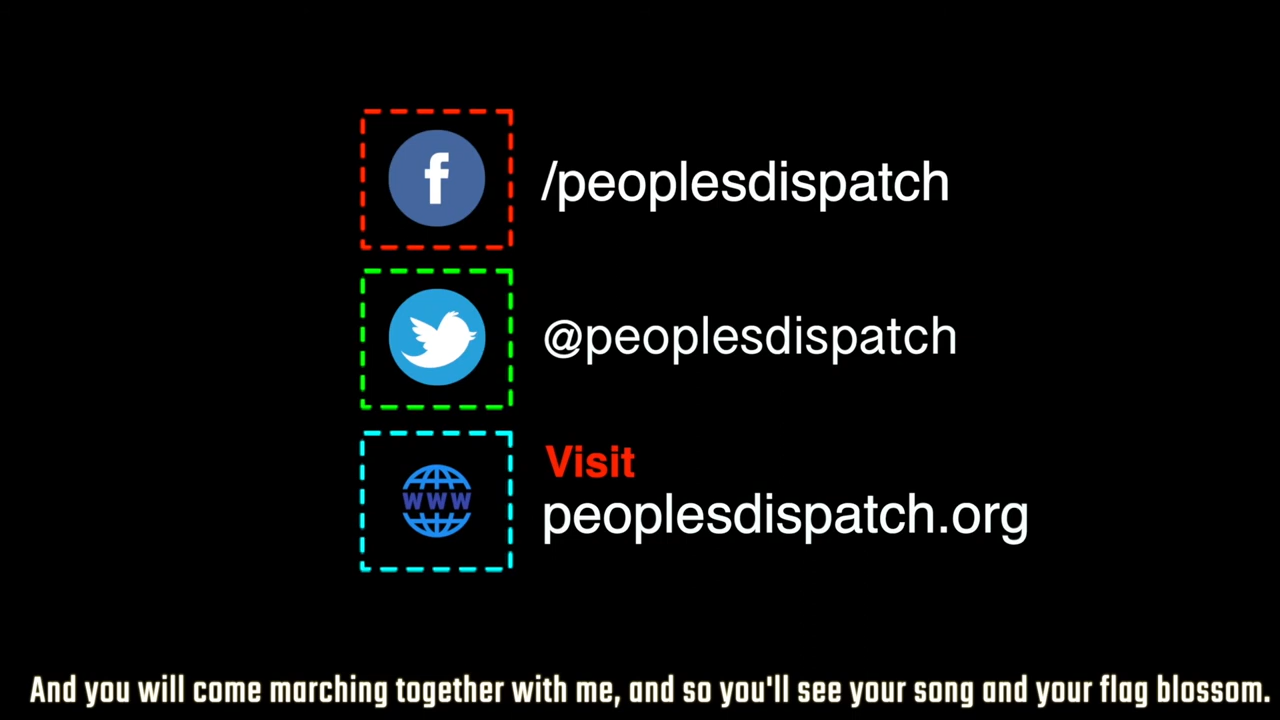 f
/peoplesdispatch
@peoplesdispatch
Visit
WWW
peoplesdispatch.org
And you will come marching together with me, and so you'll see your song and your flag blossom.